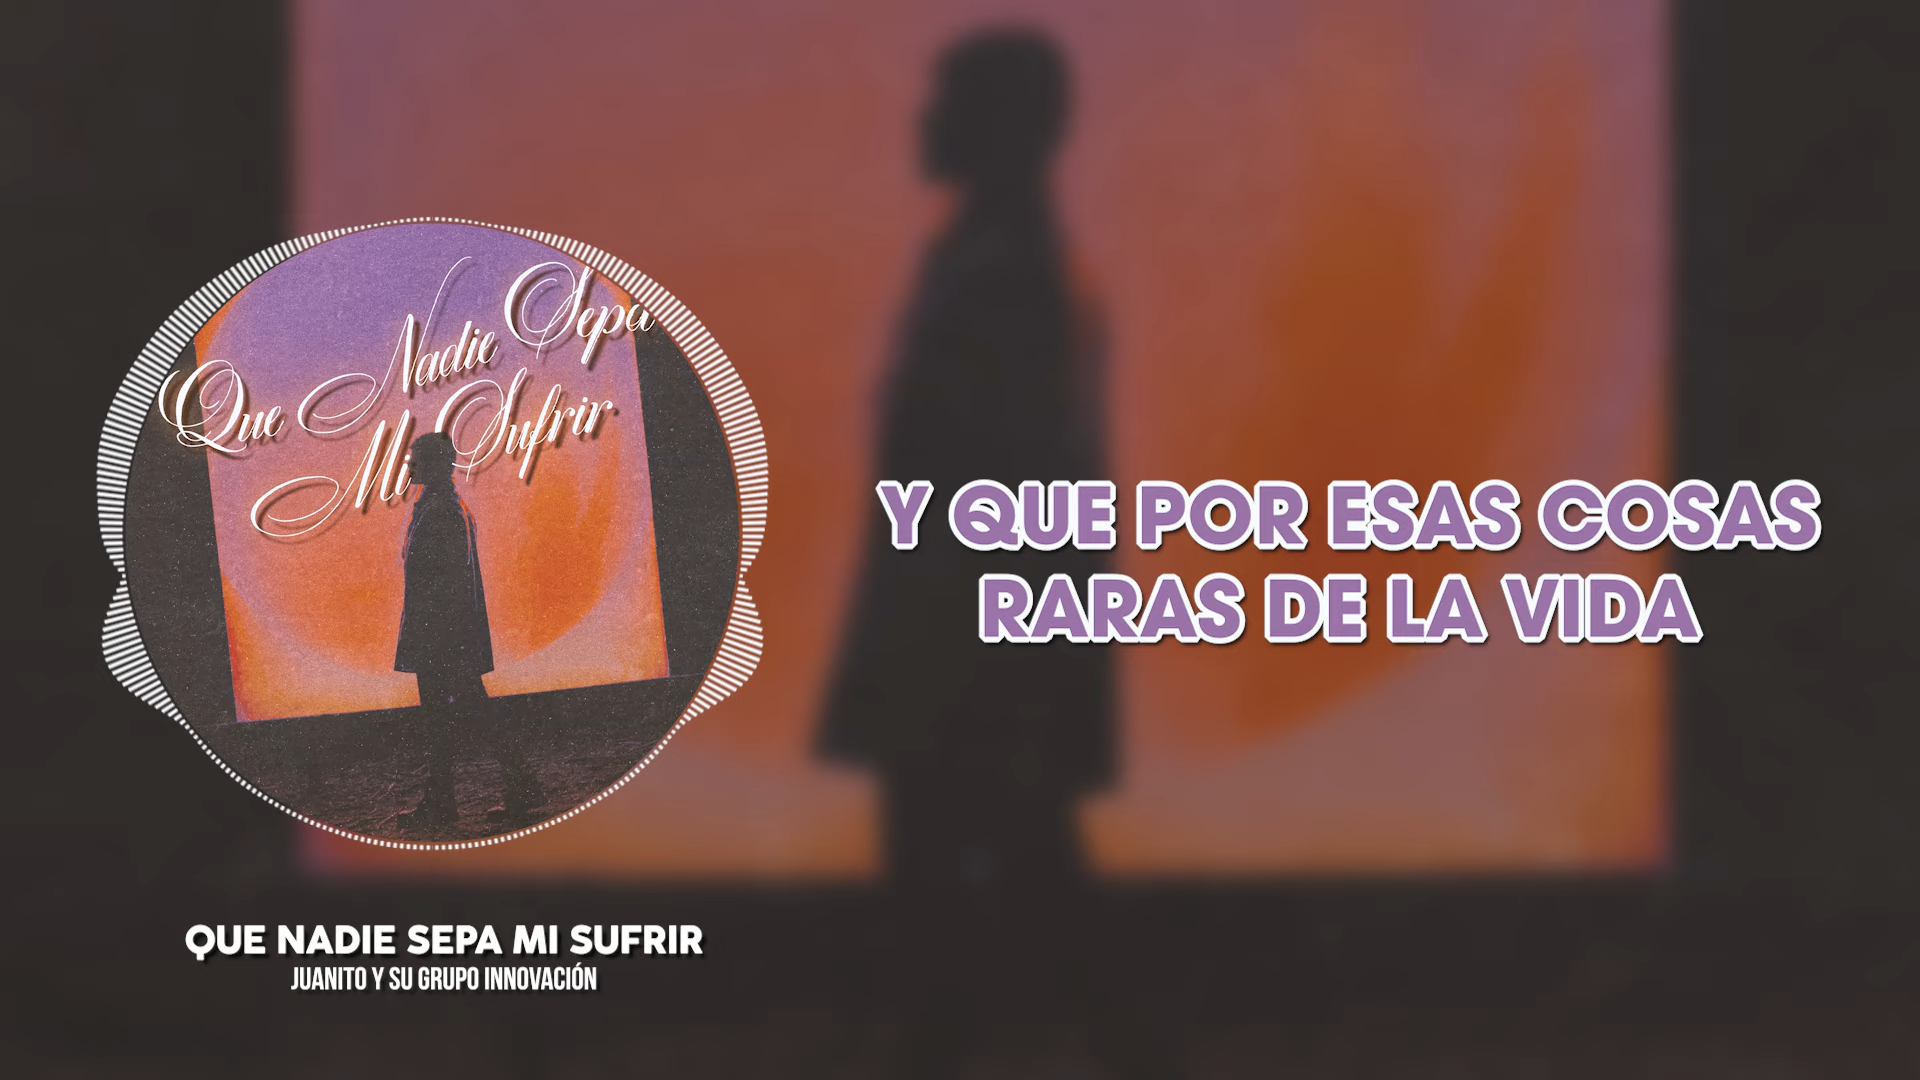 Que Nadie Sepa
Mi Sufrir
Y QUE POR ESAS COSAS
RARAS DE LA VIDA
QUE NADIE SEPA MI SUFRIR
JUANITO Y SU GRUPO INNOVACIÓN